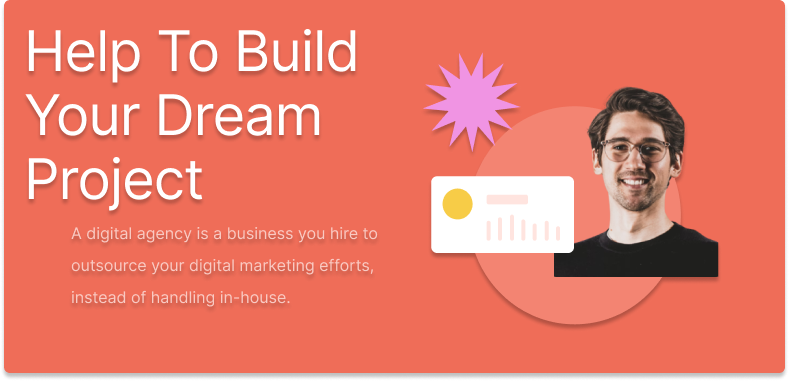 Help To Build
Your Dream
Project
A digital agency is a business you hire to
outsource your digital marketing efforts,
instead of handling in-house.